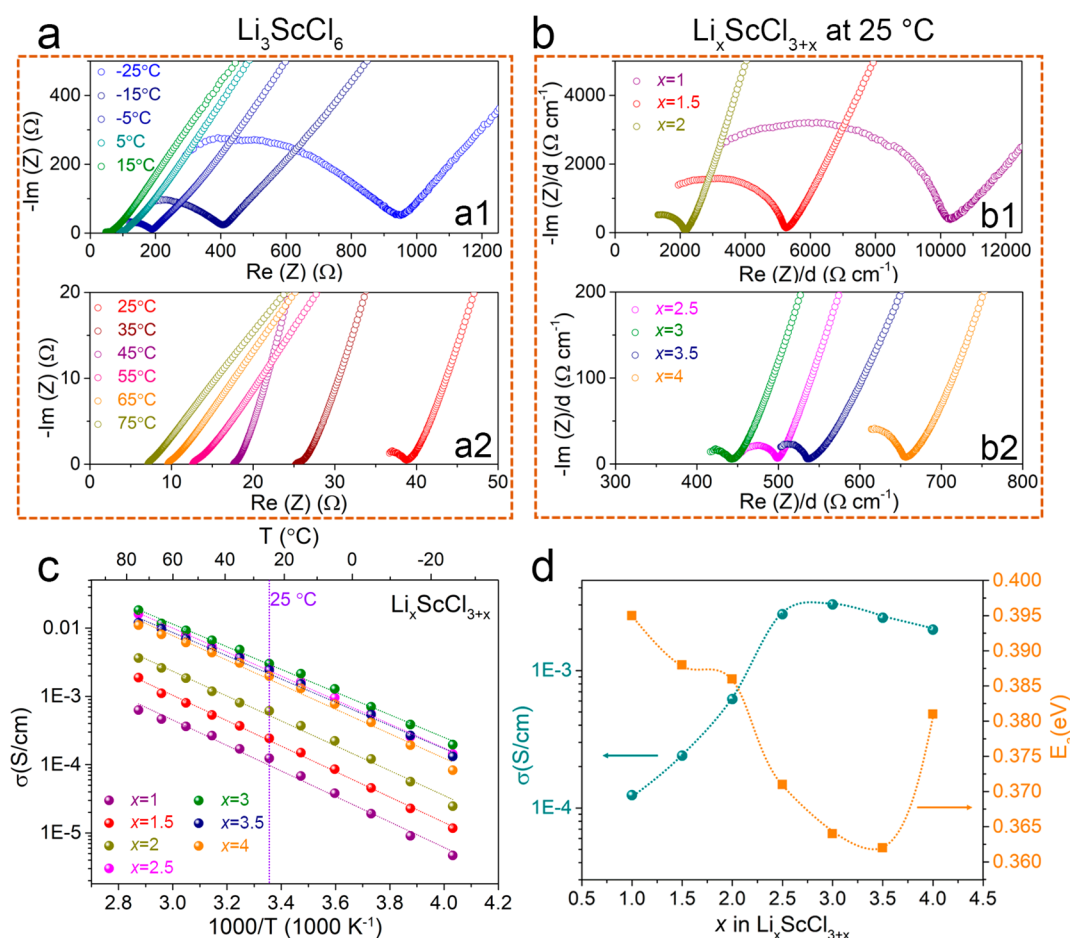 a
Li3ScCl6
-25°C
-15°C
-5°C
5°C
15°C
400
200
0
-Im (Z) (Ω)
0 200 400 600 800 1000 1200
Re (Z) (Ω)
a1
20
10
0
-Im (Z) (Ω)
25°C
35°C
45°C
55°C
65°C
75°C
0 10 20 30 40 50
Re (Z) (Ω)
a2
b
LixScCl3+x at 25 °C
x=1
x=1.5
x=2
4000
2000
0
-Im (Z)/d (Ω cm-1)
0 2000 4000 6000 8000 10000 12000
Re (Z)/d (Ω cm-1)
b1
200
100
0
-Im (Z)/d (Ω cm-1)
x=2.5
x=3
x=3.5
x=4
300 400 500 600 700 800
Re (Z)/d (Ω cm-1)
b2
c
T (°C)
80 60 40 20 0 -20
25 °C
LixScCl3+x
0.01
1E-3
1E-4
1E-5
σ(S/cm)
x=1
x=1.5
x=2
x=2.5
x=3
x=3.5
x=4
2.8 3.0 3.2 3.4 3.6 3.8 4.0 4.2
1000/T (1000 K-1)
d
1E-3
1E-4
σ(S/cm)
0.400
0.395
0.390
0.385
0.380
0.375
0.370
0.365
0.360
Ea(eV)
0.5 1.0 1.5 2.0 2.5 3.0 3.5 4.0 4.5
x in LixScCl3+x